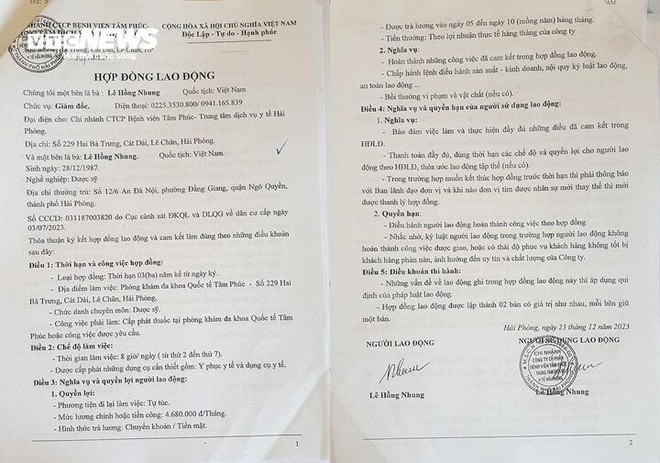 VTC NEWS
NHÁNH CTCP BỆNH VIỆN TÂM PHÚC-
CỘNG HÒA XÃ HỘI CHỦ NGHĨA VIỆT NAM
Độc Lập - Tự do - Hạnh phúc
HỢP ĐỒNG LAO ĐỘNG
Chúng tôi một bên là bà : Lê Hồng Nhung Quốc tịch: Việt Nam
Chức vụ: Giám đốc. Điện thoại: 0225.3530.800/ 0941.165.839
Đại diện cho: Chi nhánh CTCP Bệnh viện Tâm Phúc- Trung tâm dịch vụ y tế Hải
Phòng.
Địa chỉ: Số 229 Hai Bà Trưng, Cát Dài, Lê Chân, Hải Phòng.
Và một bên là bà: Lê Hồng Nhung. Quốc tịch: Việt Nam.
Sinh ngày: 28/12/1987.
Nghề nghiệp: Dược sỹ
Địa chỉ thường trú: Số 12/6 An Đà Nội, phường Đằng Giang, quận Ngô Quyền,
thành phố Hải Phòng.
Số CCCD: 031187003820 do Cục cảnh sát ĐKQL và DLQG về dân cư cấp ngày
03/07/2023.
Thỏa thuận ký kết hợp đồng lao động và cam kết làm đúng theo những điều khoản
sau đây:
Điều 1: Thời hạn và công việc hợp đồng:
- Loại hợp đồng: Thời hạn 03(ba) năm kể từ ngày ký.
- Địa điểm làm việc: Phòng khám đa khoa Quốc tế Tâm Phúc - Số 229 Hai
Bà Trưng, Cát Dài, Lê Chân, Hải Phòng.
- Chức danh chuyên môn: Dược sỹ.
- Công việc phải làm: Cấp phát thuốc tại phòng khám đa khoa Quốc tế Tâm
Phúc hoặc công việc được yêu cầu.
Điều 2: Chế độ làm việc:
- Thời gian làm việc: 8 giờ/ ngày ( từ thứ 2 đến thứ 7).
- Được cấp phát những dụng cụ cần thiết gồm: Y phục y tế và dụng cụ y tế.
Điều 3: Nghĩa vụ và quyền lợi người lao động:
1. Quyền lợi:
- Phương tiện đi lại làm việc: Tự túc.
- Mức lương chính hoặc tiền công: 4.680.000 đ/Tháng.
- Hình thức trả lương: Chuyển khoản / Tiền mặt.
1
- Được trả lương vào ngày 05 đến ngày 10 (mồng năm) hàng tháng.
- Tiền thưởng: Theo lợi nhuận thực tế hàng tháng của công ty
2. Nghĩa vụ:
- Hoàn thành những công việc đã cam kết trong hợp đồng lao động.
- Chấp hành lệnh điều hành sản xuất - kinh doanh, nội quy kỷ luật lao động,
an toàn lao động ...
- Bồi thường vi phạm và vật chất (nếu có).
Điều 4: Nghĩa vụ và quyền hạn của người sử dụng lao động:
1. Nghĩa vụ:
- Bảo đảm việc làm và thực hiện đầy đủ những điều đã cam kết trong
HĐLĐ.
- Thanh toán đầy đủ, đúng thời hạn các chế độ và quyền lợi cho người lao
động theo HĐLĐ, thỏa ước lao động tập thể (nếu có).
- Trong trường hợp muốn kết thúc hợp đồng trước thời hạn thì phải thông báo
với Ban lãnh đạo đơn vị và khi nào đơn vị tìm được nhân sự mới thay thế thì mới
được thanh lý hợp đồng.
2. Quyền hạn:
- Điều hành người lao động hoàn thành công việc theo hợp đồng
- Nhắc nhở, kỷ luật người lao động trong trường hợp người lao động không
hoàn thành công việc được giao, hoặc có thái độ phục vụ khách hàng không tốt bị
khách hàng phàn nàn, ảnh hưởng đến uy tín và chất lượng của Công ty.
Điều 5: Điều khoản thi hành:
- Những vấn đề về lao động ghi trong hợp đồng lao động này thì áp dụng qui
định của pháp luật lao động.
- Hợp đồng lao động được lập thành 02 bản có giá trị như nhau, mỗi bên giữ
một bản.
Hải Phòng, ngày 23 tháng 12 năm 2023
NGƯỜI LAO ĐỘNG
NGƯỜI SỬ DỤNG LAO ĐỘNG
CHI NHÁNH
CÔNG TY CỔ PHẦN
BỆNH VIỆN TÂM PHÚC
Lê Hồng Nhung
Lê Hồng Nhung
2